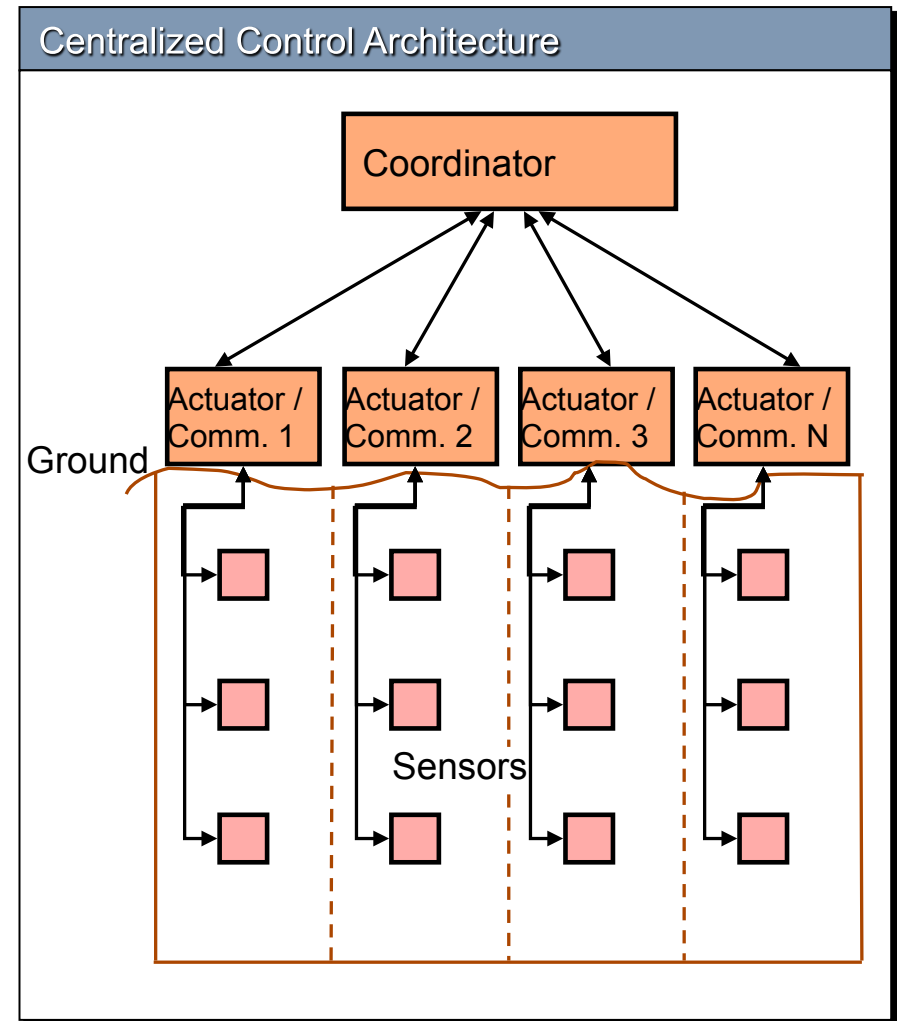 Centralized Control Architecture
Coordinator
Actuator /
Comm. 1
Actuator /
Comm. 2
Actuator /
Comm. 3
Actuator /
Comm. N
Ground
Sensors